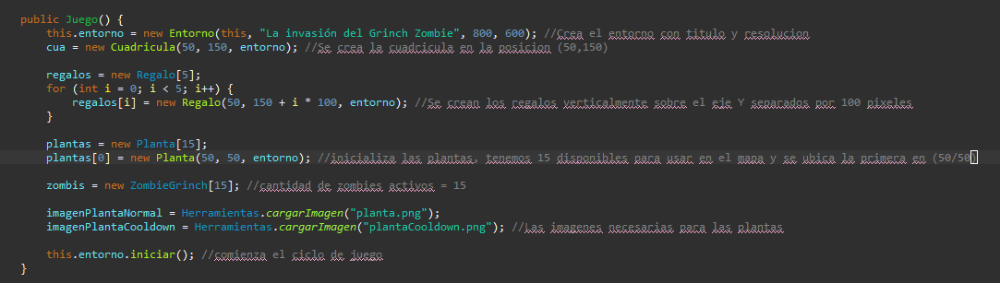 public Juego() {
this.entorno = new Entorno(this, "La invasión del Grinch Zombie", 800, 600); //Crea el entorno con titulo y resolucion
cua = new Cuadricula(50, 150, entorno); //Se crea la cuadricula en la posicion (50,150)
regalos = new Regalo[5];
for (int i = 0; i < 5; i++) {
regalos[i] = new Regalo(50, 150 + i * 100, entorno); //Se crean los regalos verticalmente sobre el eje Y separados por 100 pixeles
}
plantas = new Planta[15];
plantas[0] = new Planta(50, 50, entorno); //inicializa las plantas, tenemos 15 disponibles para usar en el mapa y se ubica la primera en (50/50)
zombis = new ZombieGrinch[15]; //cantidad de zombies activos = 15
imagenPlantaNormal = Herramientas.cargarImagen("planta.png");
imagenPlantaCooldown = Herramientas.cargarImagen("plantaCooldown.png"); //Las imagenes necesarias para las plantas
this.entorno.iniciar(); //comienza el ciclo de juego
}